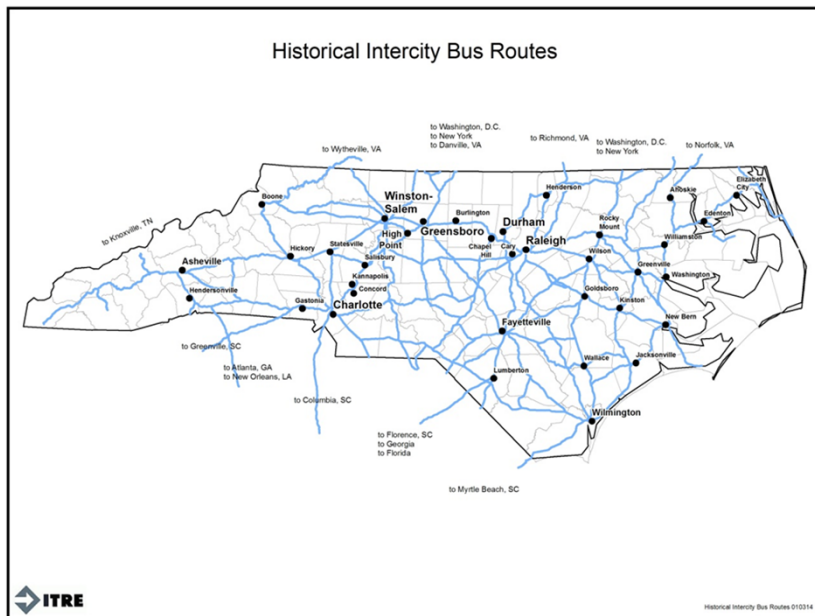 Historical Intercity Bus Routes
to Washington, D.C.
to New York
to Danville, VA
to Wytheville, VA
to Richmond, VA
to Washington, D.C.
to New York
to Norfolk, VA
to Knoxville, TN
Boone
Winston-
Salem
Burlington
Durham
Henderson
Ahoskie
Elizabeth
City
Edenton
High
Point
Greensboro
Chapel
Hill
Cary
Raleigh
Rocky
Mount
Williamston
Wilson
Asheville
Hickory
Statesville
Salisbury
Kannapolis
Concord
Hendersonville
Gastonia
Charlotte
Greenville
Washington
Goldsboro
Kinston
New Bern
Fayetteville
Wallace
Jacksonville
Lumberton
Wilmington
to Greenville, SC
to Atlanta, GA
to New Orleans, LA
to Columbia, SC
to Florence, SC
to Georgia
to Florida
to Myrtle Beach, SC
ITRE
Historical Intercity Bus Routes 010314